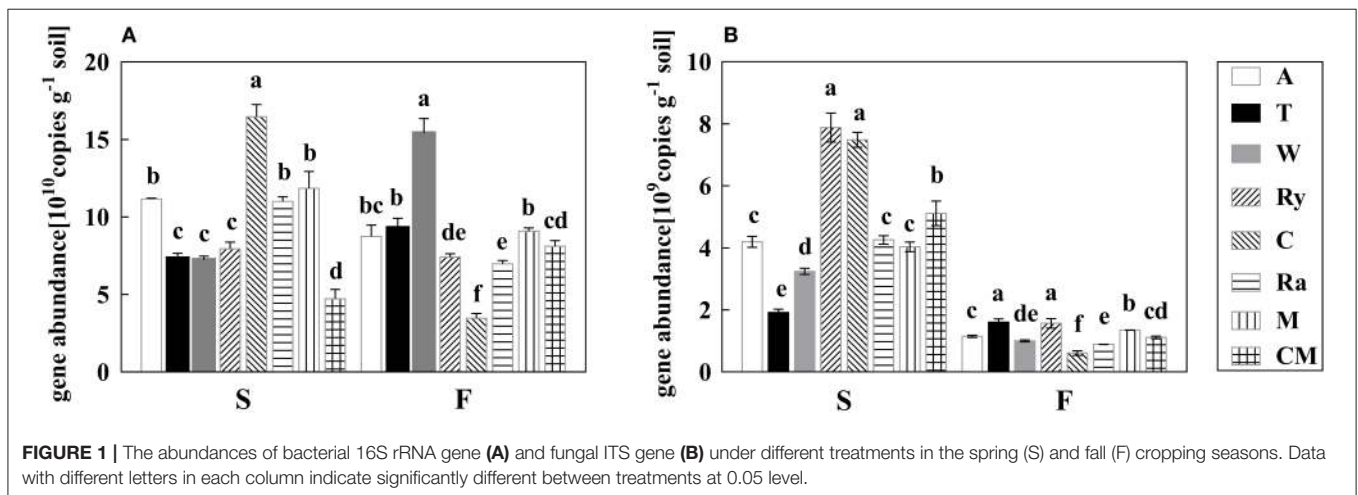 A
gene abundance[10^10 copies g^-1 soil]
20
15
10
5
0
b c c c a b b d
bc b a de f e b cd
S F
B
gene abundance[10^9 copies g^-1 soil]
10
8
6
4
2
0
c e d a a c c b
c a de a f e b cd
S F
A
T
W
Ry
C
Ra
M
CM
FIGURE 1 | The abundances of bacterial 16S rRNA gene (A) and fungal ITS gene (B) under different treatments in the spring (S) and fall (F) cropping seasons. Data
with different letters in each column indicate significantly different between treatments at 0.05 level.